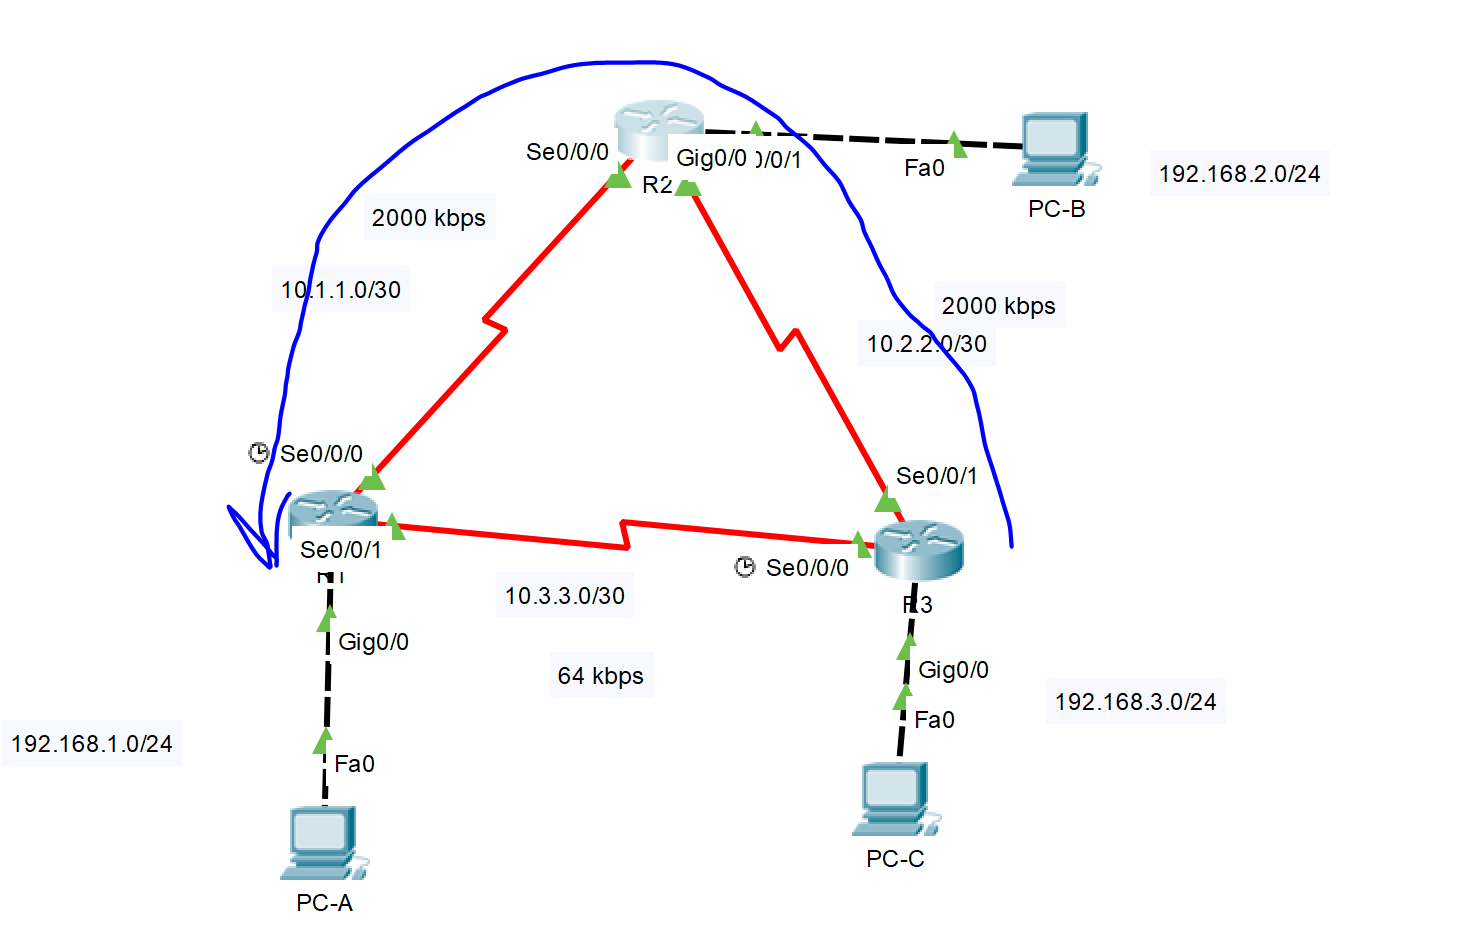 Se0/0/0
Gig0/0
0/0/1
R2
Fa0
192.168.2.0/24
PC-B
2000 kbps
10.1.1.0/30
2000 kbps
10.2.2.0/30
Se0/0/0
Se0/0/1
Se0/0/1
R1
Se0/0/0
10.3.3.0/30
R3
Gig0/0
Gig0/0
64 kbps
192.168.3.0/24
Fa0
192.168.1.0/24
Fa0
PC-C
PC-A